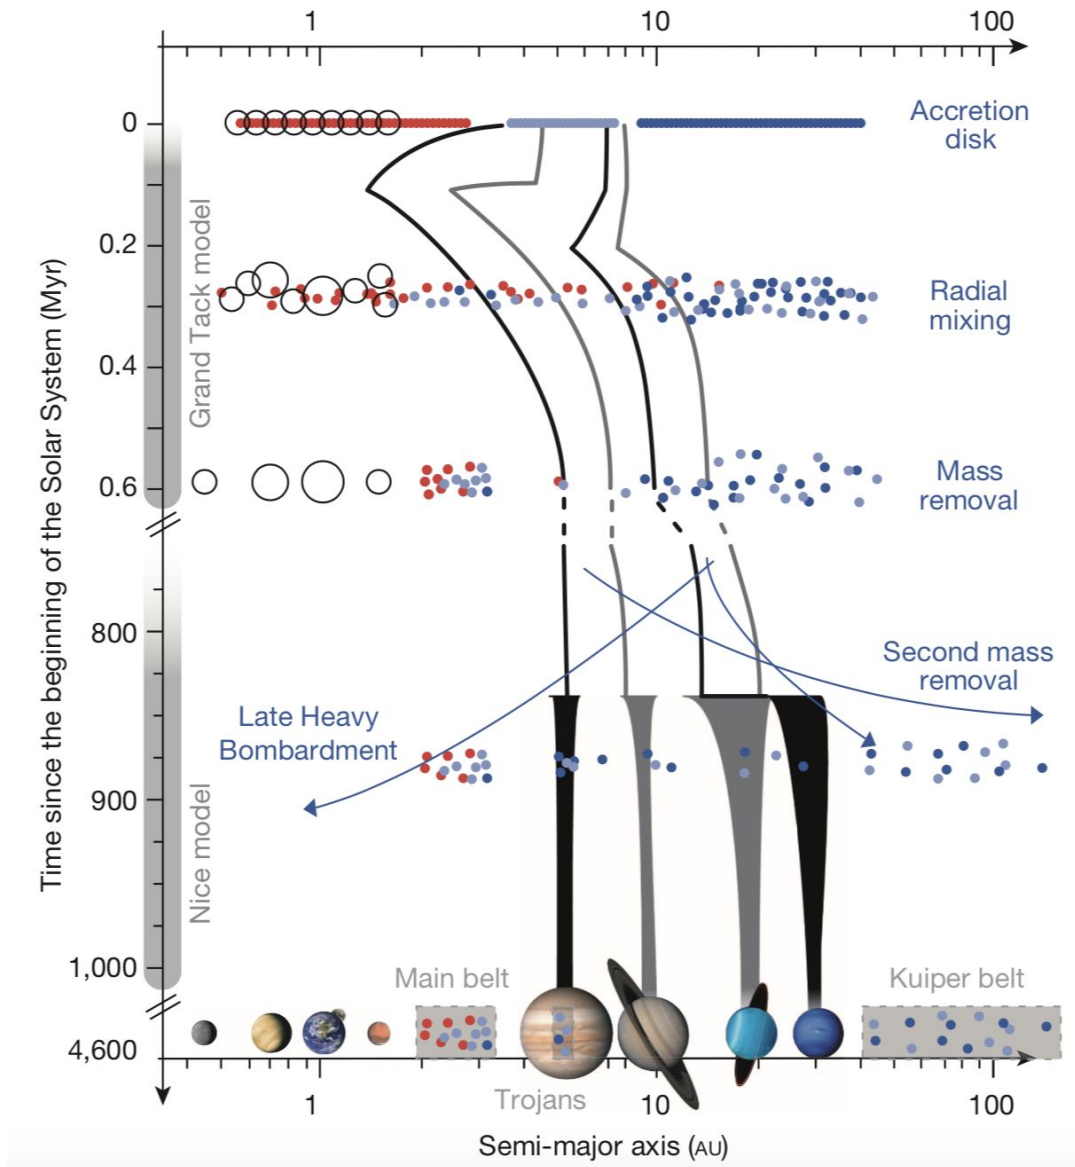 1 10 100
0
Accretion
disk
0.2
Radial
mixing
0.4
Mass
removal
0.6
Grand Tack model
Time since the beginning of the Solar System (Myr)
800
Second mass
removal
Late Heavy
Bombardment
900
Nice model
1,000
Main belt
Kuiper belt
4,600
Trojans
1 10 100
Semi-major axis (AU)